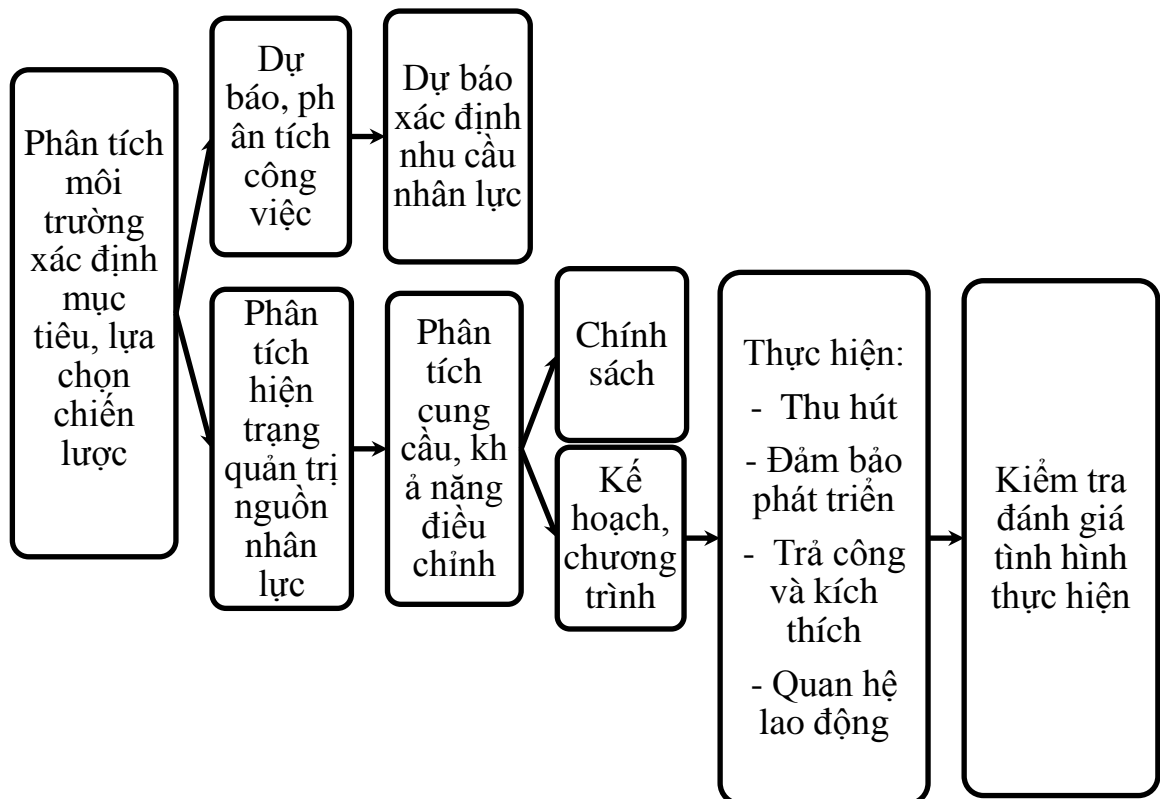 Phân tích
môi
trường
xác định
mục
tiêu, lựa
chọn
chiến
lược
Dự
báo, ph
ân tích
công
việc
Dự báo
xác định
nhu cầu
nhân lực
Phân
tích
hiện
trạng
quản trị
nguồn
nhân
lực
Phân
tích
cung
cầu, kh
ả năng
điều
chỉnh
Chính
sách
Kế
hoạch,
chương
trình
Thực hiện:
- Thu hút
- Đảm bảo
phát triển
- Trả công
và kích
thích
- Quan hệ
lao động
Kiểm tra
đánh giá
tình hình
thực hiện